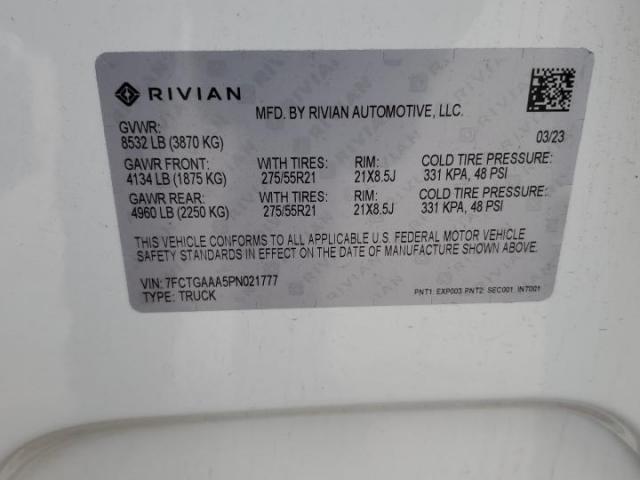 RIVIAN
MFD. BY RIVIAN AUTOMOTIVE, LLC.
GVWR:
8532 LB (3870 KG)
03/23
GAWR FRONT: WITH TIRES: RIM: COLD TIRE PRESSURE:
4134 LB (1875 KG) 275/55R21 21X8.5J 331 KPA, 48 PSI
GAWR REAR: WITH TIRES: RIM: COLD TIRE PRESSURE:
4960 LB (2250 KG) 275/55R21 21X8.5J 331 KPA, 48 PSI
THIS VEHICLE CONFORMS TO ALL APPLICABLE U.S. FEDERAL MOTOR VEHICLE
SAFETY STANDARDS IN EFFECT ON THE DATE OF MANUFACTURE SHOWN ABOVE.
VIN: 7FCTGAAA5PN021777
TYPE: TRUCK
PNT1: EXP003 PNT2: SEC001 INT001